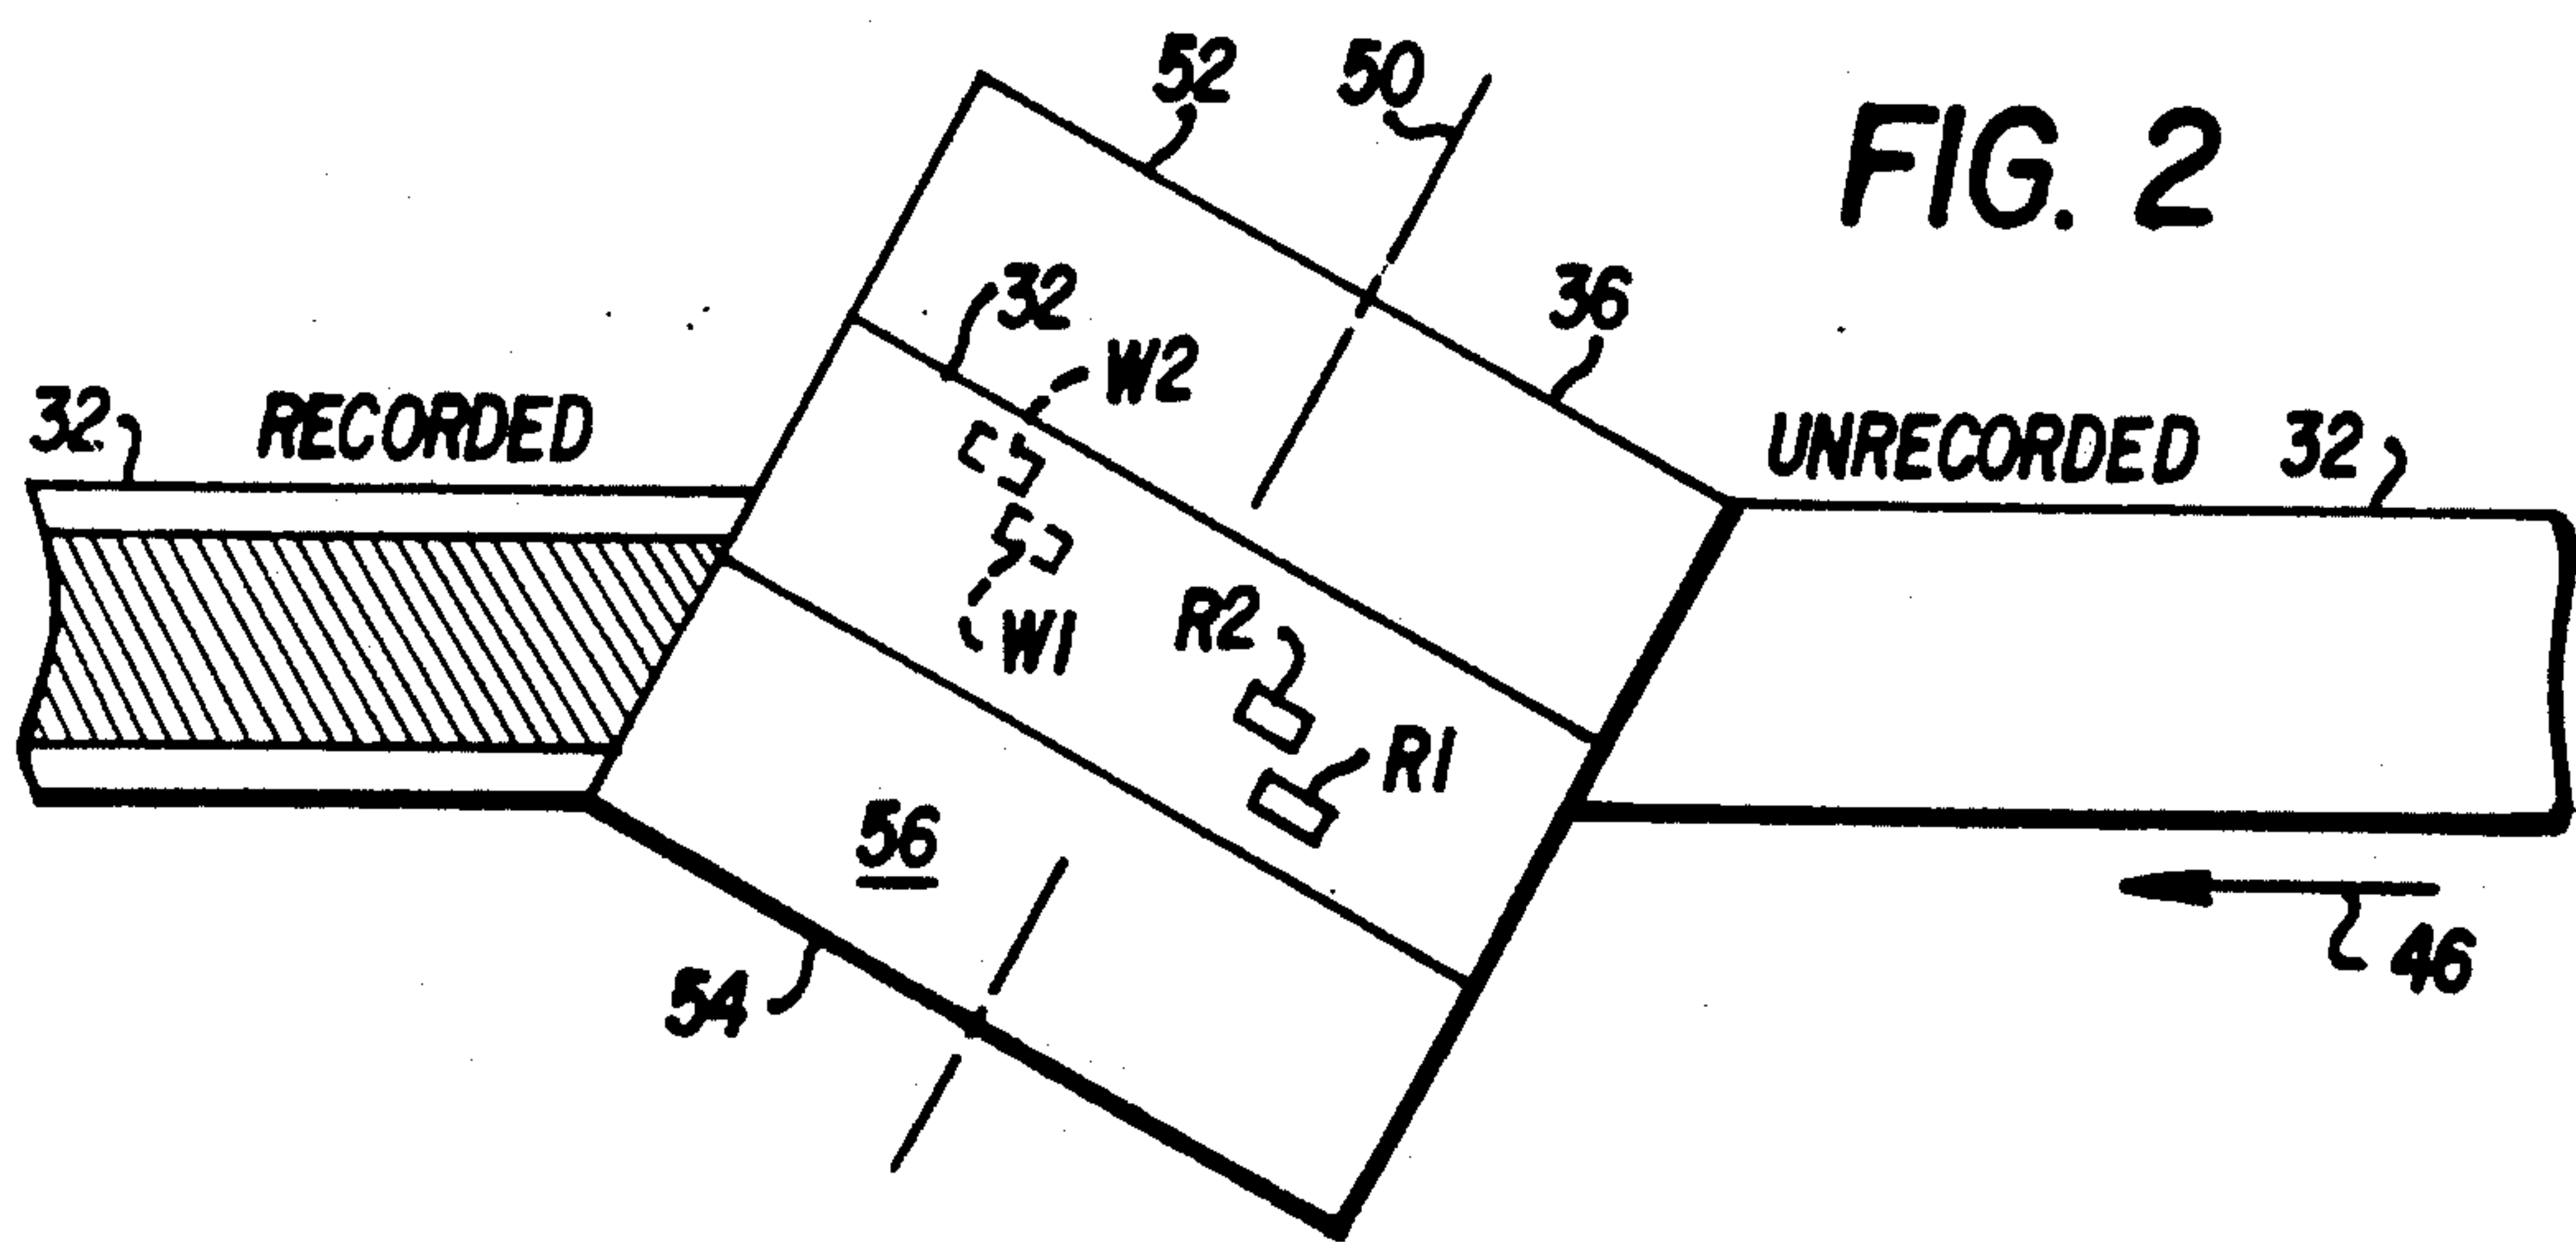 52
50
FIG. 2
32
36
W2
32
RECORDED
UNRECORDED 32
W1
R2
R1
56
54
46